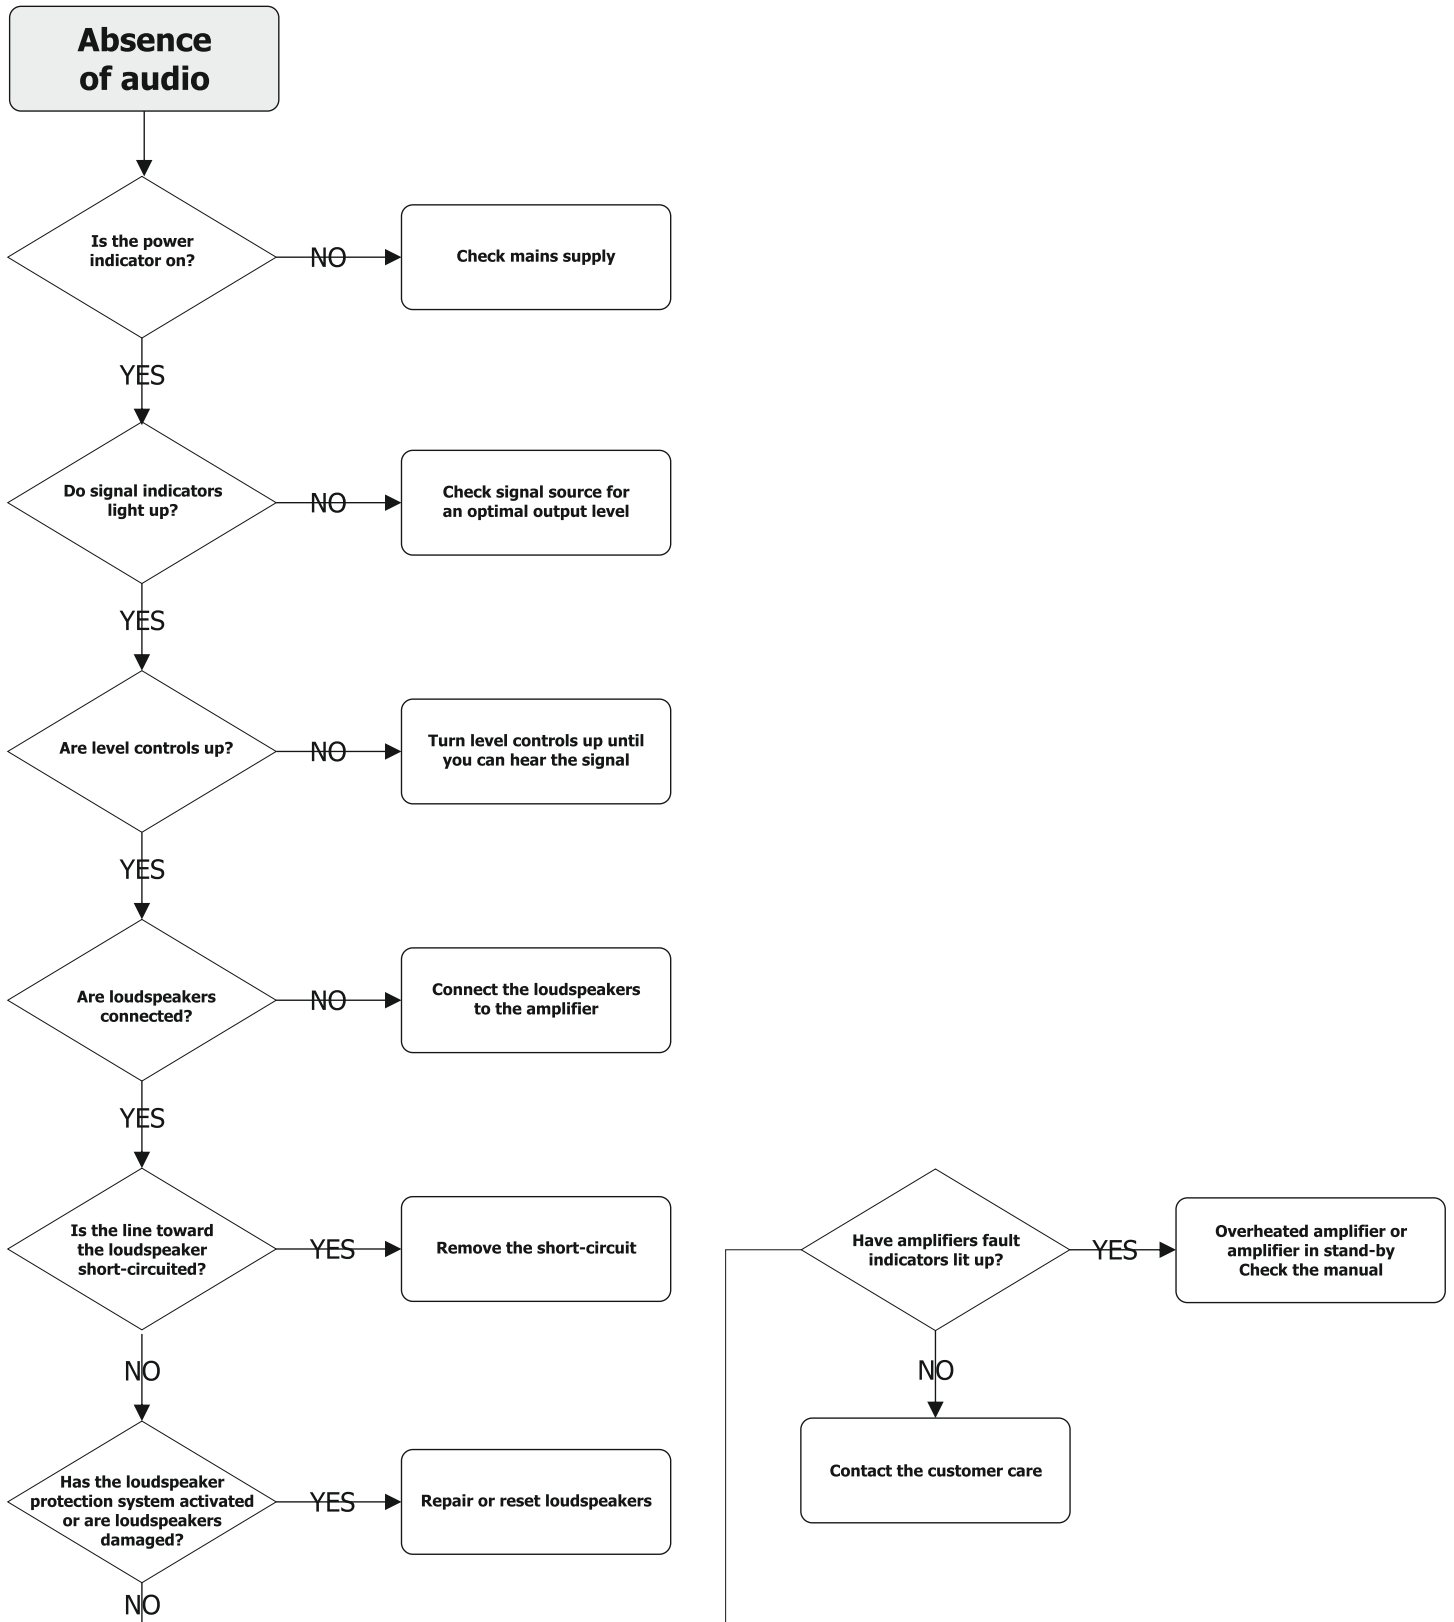 Absence
of audio
Is the power
indicator on?
NO
Check mains supply
YES
Do signal indicators
light up?
NO
Check signal source for
an optimal output level
YES
Are level controls up?
NO
Turn level controls up until
you can hear the signal
YES
Are loudspeakers
connected?
NO
Connect the loudspeakers
to the amplifier
YES
Is the line toward
the loudspeaker
short-circuited?
YES
Remove the short-circuit
NO
Has the loudspeaker
protection system activated
or are loudspeakers
damaged?
YES
Repair or reset loudspeakers
NO
Have amplifiers fault
indicators lit up?
YES
Overheated amplifier or
amplifier in stand-by
Check the manual
NO
Contact the customer care